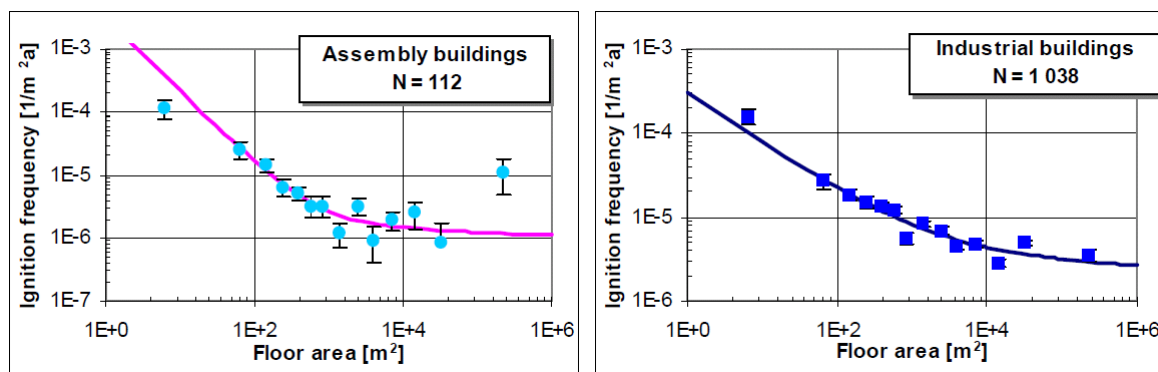 Assembly buildings
N = 112
Ignition frequency [1/m ²a]
1E-3
1E-4
1E-5
1E-6
1E-7
1E+0
1E+2
1E+4
1E+6
Floor area [m²]
Industrial buildings
N = 1 038
Ignition frequency [1/m ²a]
1E-3
1E-4
1E-5
1E-6
1E+0
1E+2
1E+4
1E+6
Floor area [m²]